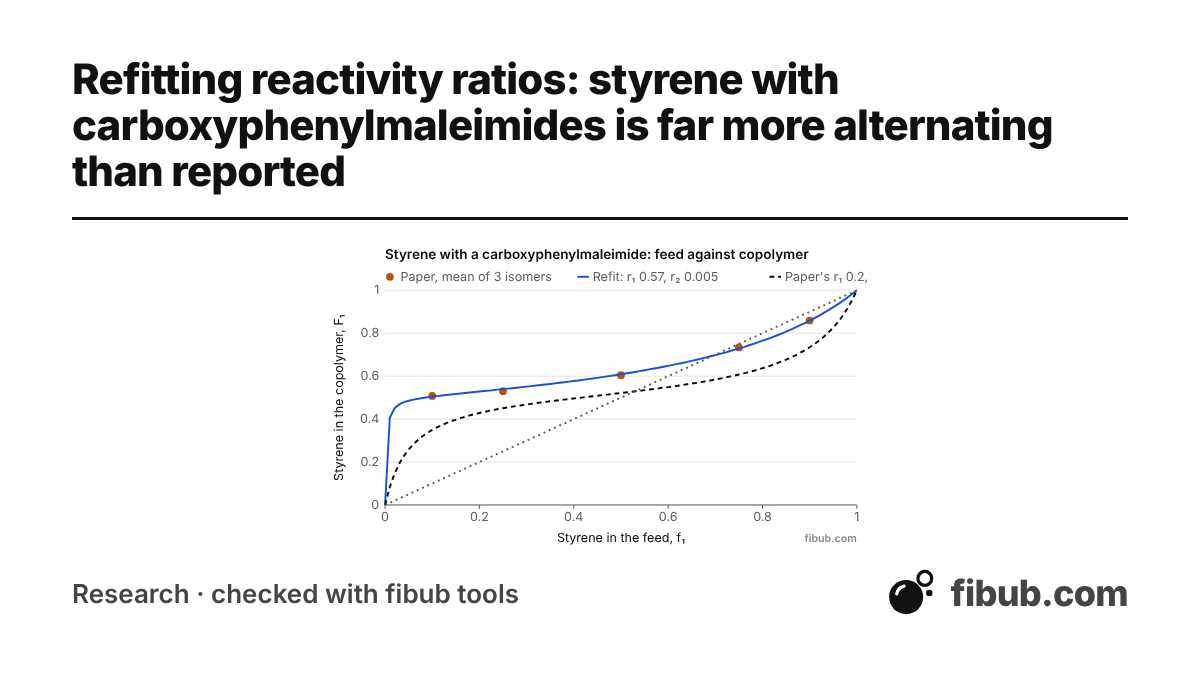 Refitting reactivity ratios: styrene with
carboxyphenylmaleimides is far more alternating
than reported
Styrene with a carboxyphenylmaleimide: feed against copolymer
Paper, mean of 3 isomers Refit: r₁ 0.57, r₂ 0.005 Paper's r₁ 0.2,
1
0.8
0.6
0.4
0.2
0
Styrene in the copolymer, F₁
0 0.2 0.4 0.6 0.8 1
Styrene in the feed, f₁
fibub.com
Research · checked with fibub tools
fibub.com